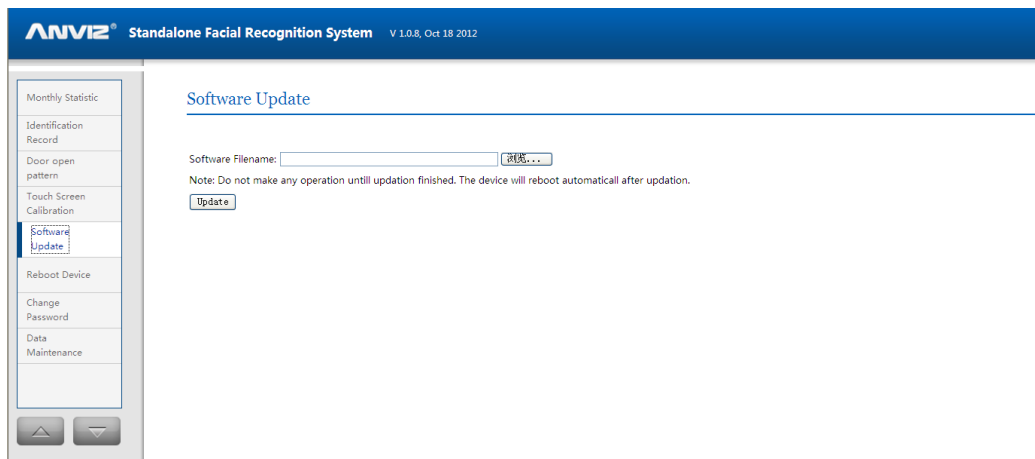 ANVIZ® Standalone Facial Recognition System V 1.0.8, Oct 18 2012
Monthly Statistic
Identification
Record
Door open
pattern
Touch Screen
Calibration
Software
Update
Reboot Device
Change
Password
Data
Maintenance
Software Update
Software Filename: 浏览...
Note: Do not make any operation untill updation finished. The device will reboot automaticall after updation.
Update